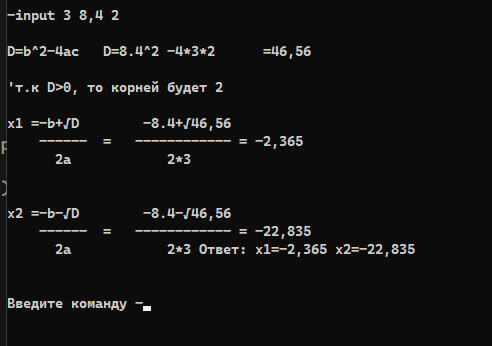 -input 3 8,4 2
D=b^2-4ac D=8.4^2 -4*3*2 =46,56
'т.к D>0, то корней будет 2
x1 =-b+√D -8.4+√46,56
------ = ------------ = -2,365
2a 2*3
x2 =-b-√D -8.4-√46,56
------ = ------------ = -22,835
2a 2*3 Ответ: x1=-2,365 x2=-22,835
Введите команду -